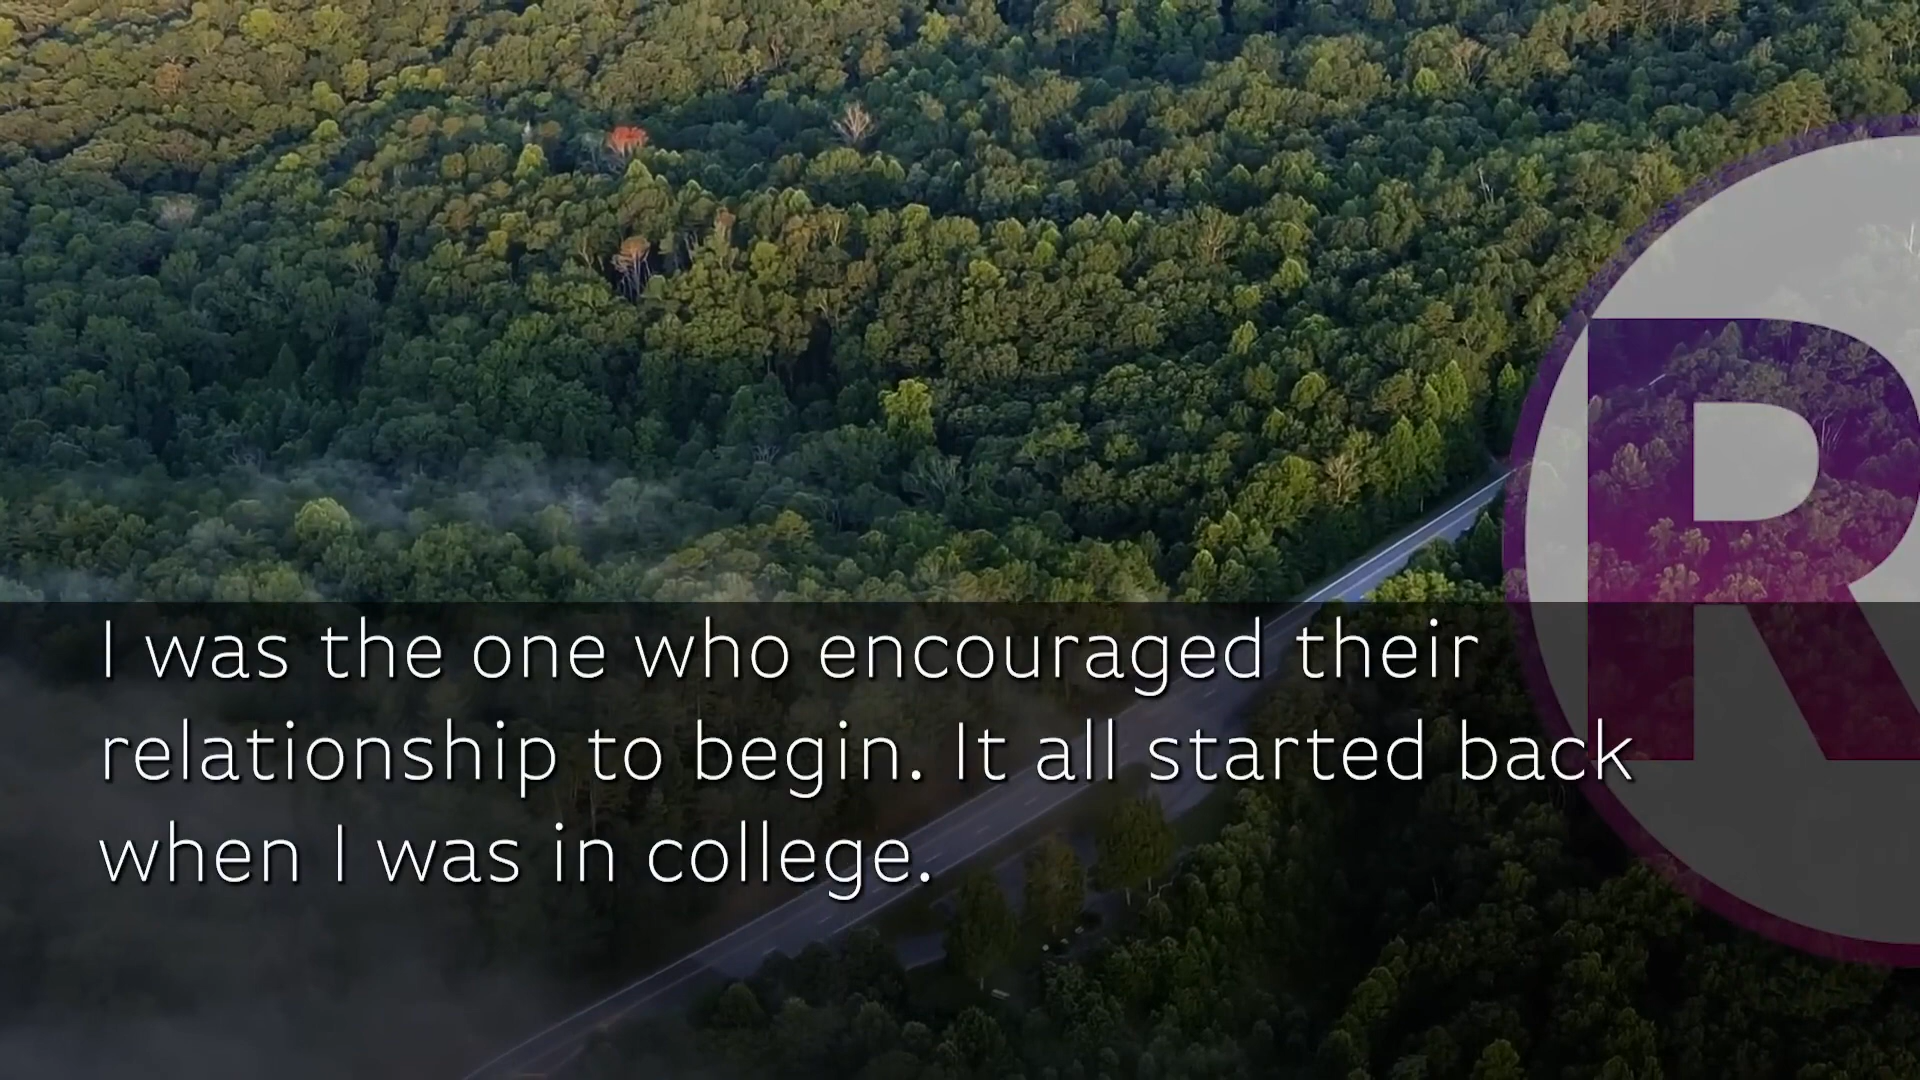 I was the one who encouraged their
relationship to begin. It all started back
when I was in college.
R